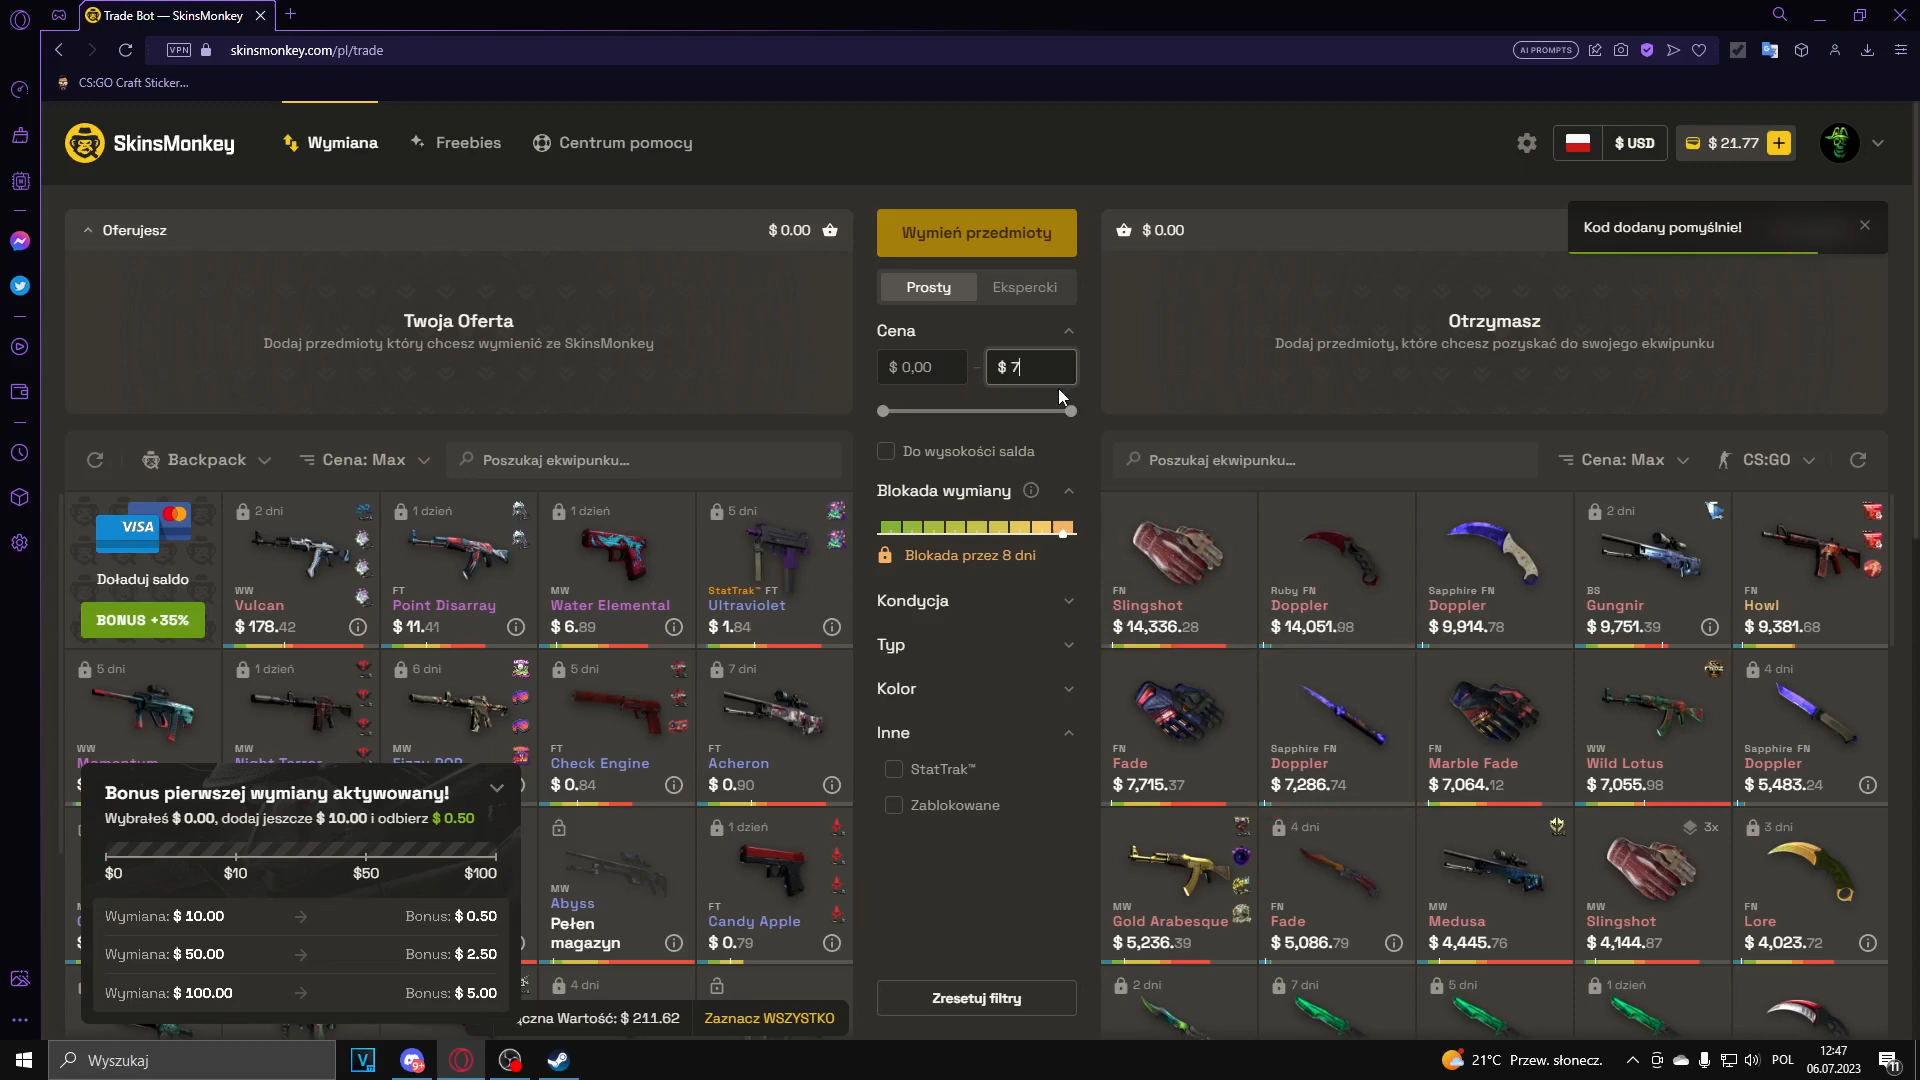 Trade Bot — SkinsMonkey
VPN
skinsmonkey.com/pl/trade
AI PROMPTS
CS:GO Craft Sticker...
SkinsMonkey
Wymiana
Freebies
Centrum pomocy
$ USD
$ 21.77
Oferujesz
$ 0.00
Wymień przedmioty
$ 0.00
Kod dodany pomyślnie!
Prosty
Ekspercki
Twoja Oferta
Dodaj przedmioty który chcesz wymienić ze SkinsMonkey
Otrzymasz
Dodaj przedmioty, które chcesz pozyskać do swojego ekwipunku
Cena
$ 0,00
$ 7
Do wysokości salda
Blokada wymiany
Blokada przez 8 dni
Kondycja
Typ
Kolor
Inne
StatTrak™
Zablokowane
Zresetuj filtry
Backpack
Cena: Max
Poszukaj ekwipunku...
VISA
Doładuj saldo
BONUS +35%
2 dni
WW
Vulcan
$ 178.42
1 dzień
FT
Point Disarray
$ 11.41
1 dzień
MW
Water Elemental
$ 6.89
5 dni
StatTrak™ FT
Ultraviolet
$ 1.84
5 dni
WW
Momentum
1 dzień
MW
Night Terror
6 dni
MW
Fizzy POP
5 dni
FT
Check Engine
$ 0.84
7 dni
FT
Acheron
$ 0.90
MW
Abyss
Pełen
magazyn
1 dzień
FT
Candy Apple
$ 0.79
4 dni
Bonus pierwszej wymiany aktywowany!
Wybrałeś $ 0.00, dodaj jeszcze $ 10.00 i odbierz $ 0.50
$0
$10
$50
$100
Wymiana: $ 10.00
Bonus: $ 0.50
Wymiana: $ 50.00
Bonus: $ 2.50
Wymiana: $ 100.00
Bonus: $ 5.00
czna Wartość: $ 211.62
Zaznacz WSZYSTKO
Poszukaj ekwipunku...
Cena: Max
CS:GO
FN
Slingshot
$ 14,336.28
Ruby FN
Doppler
$ 14,051.98
Sapphire FN
Doppler
$ 9,914.78
2 dni
BS
Gungnir
$ 9,751.39
FN
Howl
$ 9,381.68
FN
Fade
$ 7,715.37
Sapphire FN
Doppler
$ 7,286.74
FN
Marble Fade
$ 7,064.12
WW
Wild Lotus
$ 7,055.98
4 dni
Sapphire FN
Doppler
$ 5,483.24
MW
Gold Arabesque
$ 5,236.39
4 dni
FN
Fade
$ 5,086.79
MW
Medusa
$ 4,445.76
3x
MW
Slingshot
$ 4,144.87
3 dni
FN
Lore
$ 4,023.72
2 dni
7 dni
5 dni
1 dzień
Wyszukaj
9+
21°C Przew. słonecz.
POL
12:47
06.07.2023
11